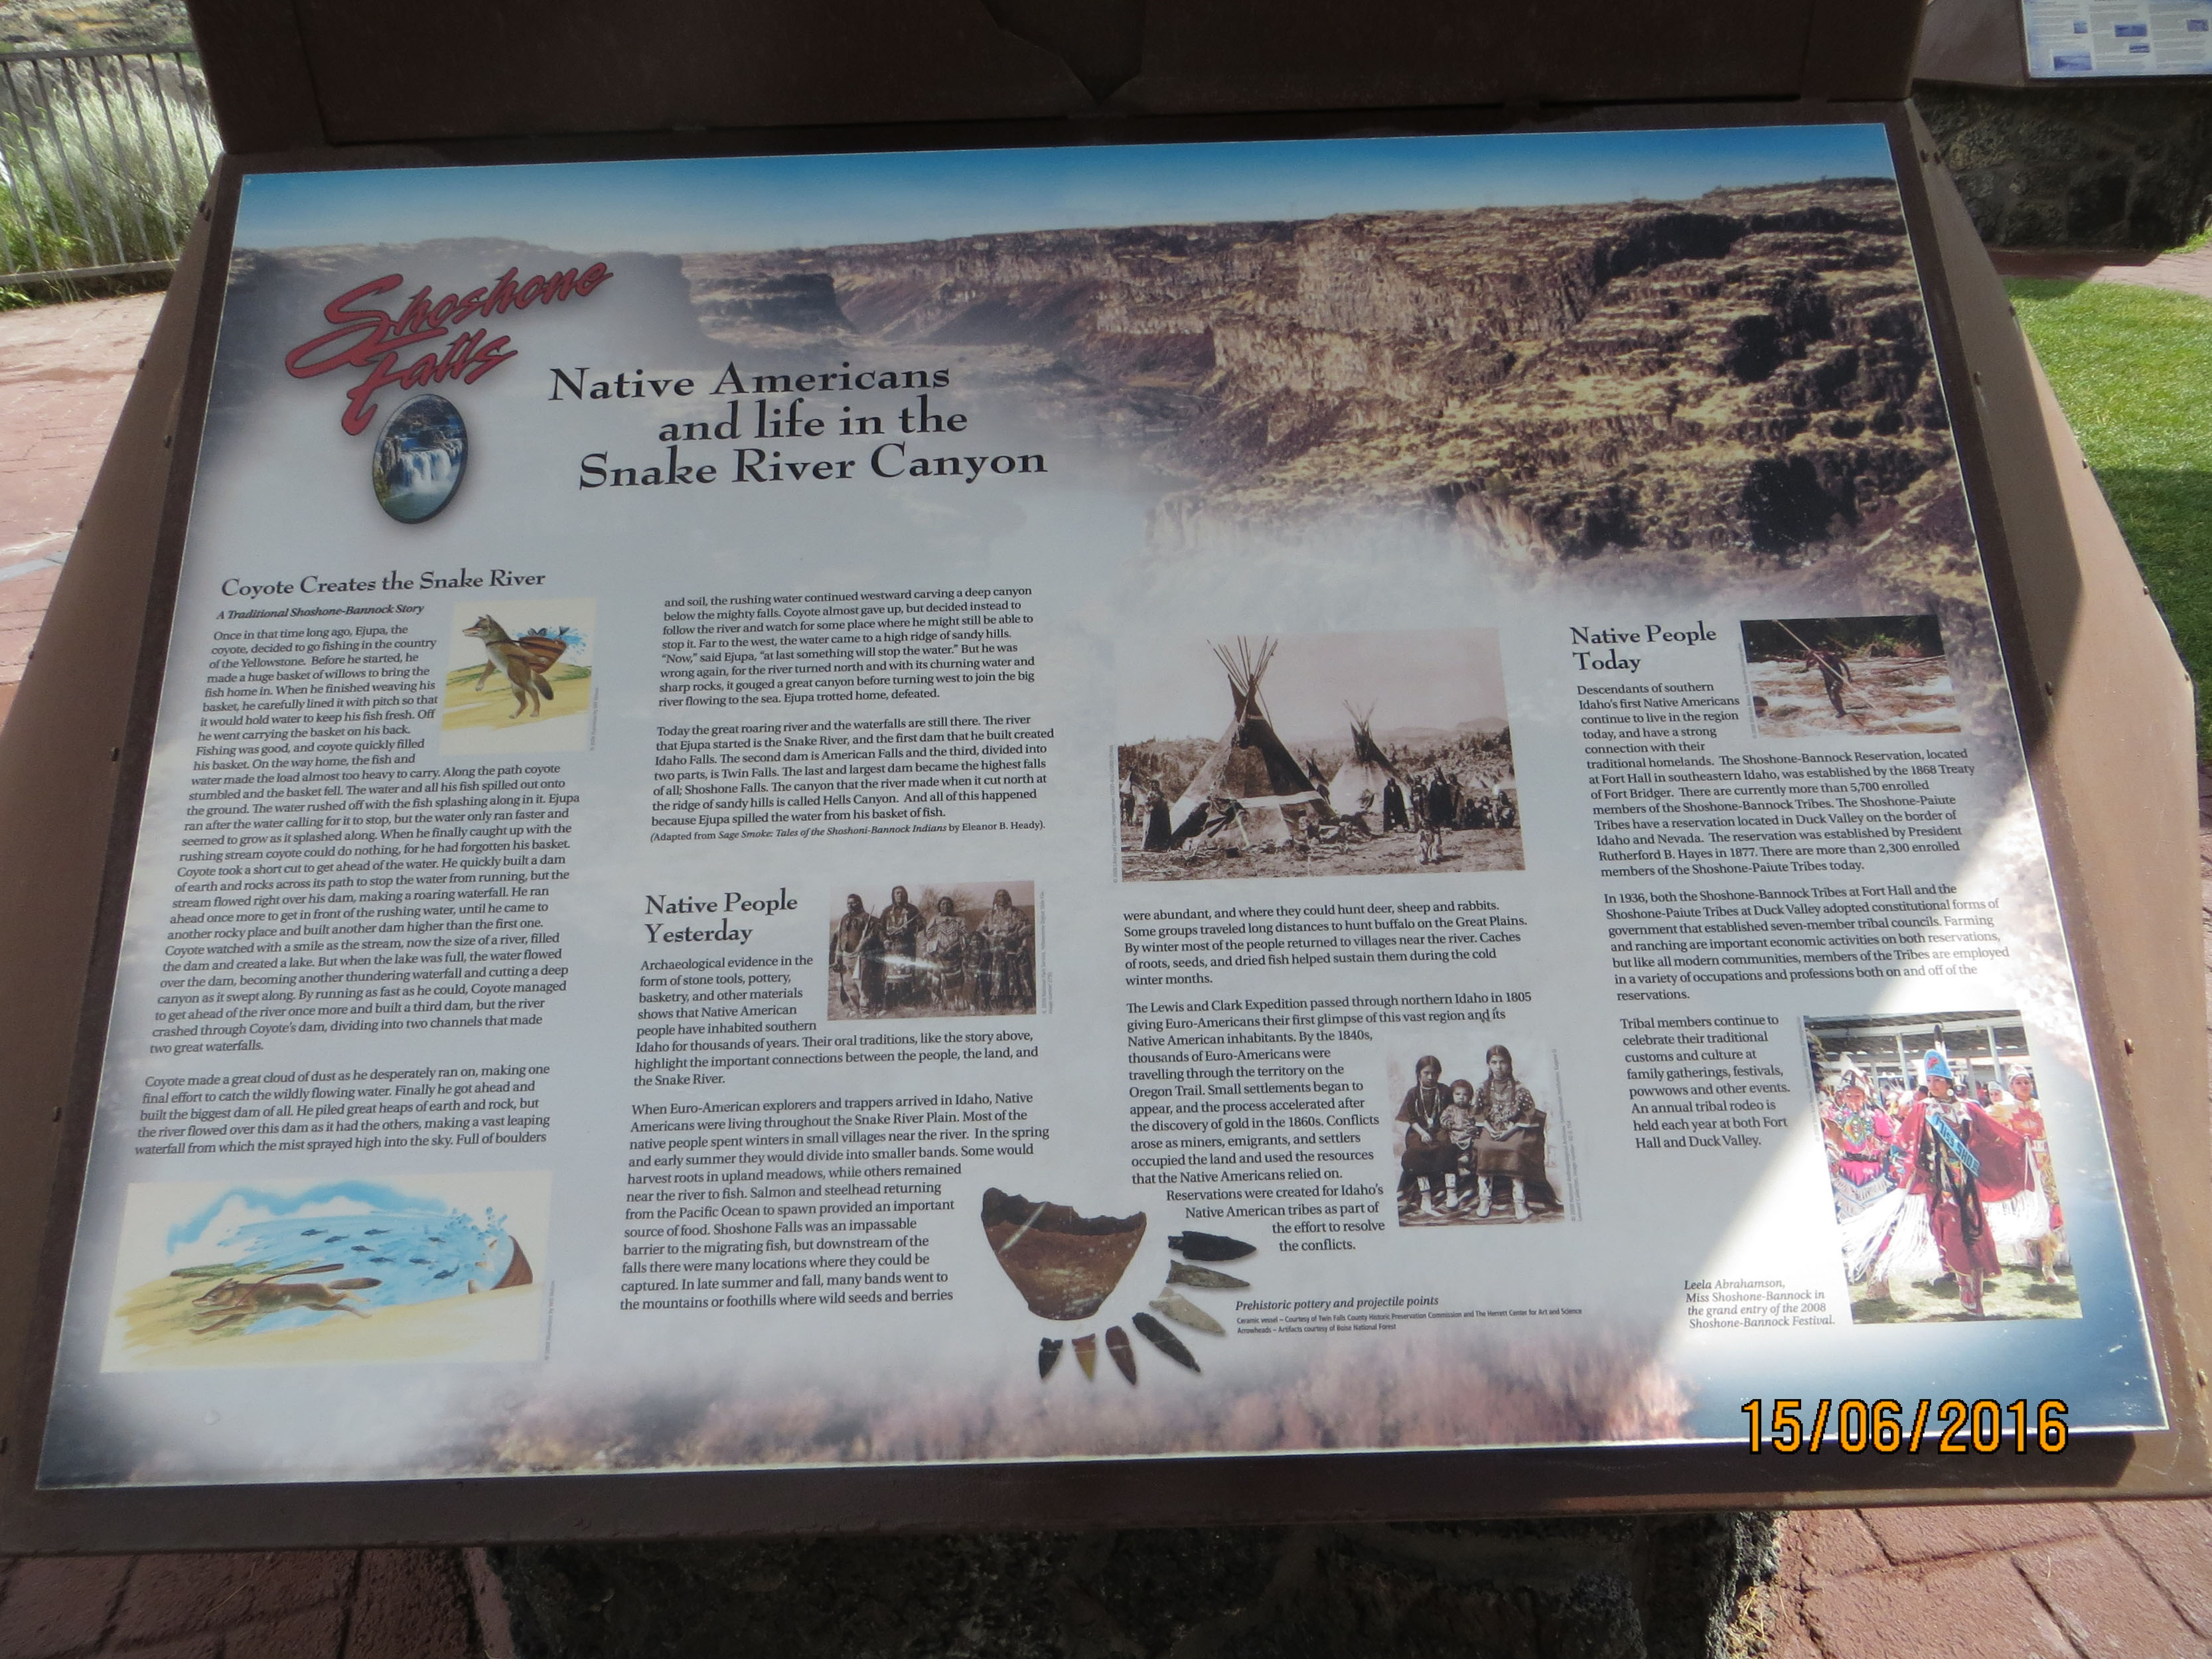 Shoshone
Falls
Native Americans
and life in the
Snake River Canyon
Coyote Creates the Snake River
A Traditional Shoshone-Bannock Story
Once in that time long ago, Ejupa, the
coyote, decided to go fishing in the country
of the Yellowstone. Before he started, he
made a huge basket of willows to bring the
fish home in. When he finished weaving his
basket, he carefully lined it with pitch so that
it would hold water to keep his fish fresh. Off
he went carrying the basket on his back.
Fishing was good, and coyote quickly filled
his basket. On the way home, the fish and
water made the load almost too heavy to carry. Along the path coyote
stumbled and the basket fell. The water and all his fish spilled out onto
the ground. The water rushed off with the fish splashing along in it. Ejupa
ran after the water calling for it to stop, but the water only ran faster and
seemed to grow as it splashed along. When he finally caught up with the
rushing stream coyote could do nothing, for he had forgotten his basket.
Coyote took a short cut to get ahead of the water. He quickly built a dam
of earth and rocks across its path to stop the water from running, but the
stream flowed right over his dam, making a roaring waterfall. He ran
ahead once more to get in front of the rushing water, until he came to
another rocky place and built another dam higher than the first one.
Coyote watched with a smile as the stream, now the size of a river, filled
the dam and created a lake. But when the lake was full, the water flowed
over the dam, becoming another thundering waterfall and cutting a deep
canyon as it swept along. By running as fast as he could, Coyote managed
to get ahead of the river once more and built a third dam, but the river
crashed through Coyote's dam, dividing into two channels that made
two great waterfalls.
Coyote made a great cloud of dust as he desperately ran on, making one
final effort to catch the wildly flowing water. Finally he got ahead and
built the biggest dam of all. He piled great heaps of earth and rock, but
the river flowed over this dam as it had the others, making a vast leaping
waterfall from which the mist sprayed high into the sky. Full of boulders
and soil, the rushing water continued westward carving a deep canyon
below the mighty falls. Coyote almost gave up, but decided instead to
follow the river and watch for some place where he might still be able to
stop it. Far to the west, the water came to a high ridge of sandy hills.
"Now," said Ejupa, "at last something will stop the water." But he was
wrong again, for the river turned north and with its churning water and
sharp rocks, it gouged a great canyon before turning west to join the big
river flowing to the sea. Ejupa trotted home, defeated.
Today the great roaring river and the waterfalls are still there. The river
that Ejupa started is the Snake River, and the first dam that he built created
Idaho Falls. The second dam is American Falls and the third, divided into
two parts, is Twin Falls. The last and largest dam became the highest falls
of all; Shoshone Falls. The canyon that the river made when it cut north at
the ridge of sandy hills is called Hells Canyon. And all of this happened
because Ejupa spilled the water from his basket of fish.
(Adapted from Sage Smoke: Tales of the Shoshoni-Bannock Indians by Eleanor B. Heady).
Native People
Yesterday
Archaeological evidence in the
form of stone tools, pottery,
basketry, and other materials
shows that Native American
people have inhabited southern
Idaho for thousands of years. Their oral traditions, like the story above,
highlight the important connections between the people, the land, and
the Snake River.
When Euro-American explorers and trappers arrived in Idaho, Native
Americans were living throughout the Snake River Plain. Most of the
native people spent winters in small villages near the river. In the spring
and early summer they would divide into smaller bands. Some would
harvest roots in upland meadows, while others remained
near the river to fish. Salmon and steelhead returning
from the Pacific Ocean to spawn provided an important
source of food. Shoshone Falls was an impassable
barrier to the migrating fish, but downstream of the
falls there were many locations where they could be
captured. In late summer and fall, many bands went to
the mountains or foothills where wild seeds and berries
were abundant, and where they could hunt deer, sheep and rabbits.
Some groups traveled long distances to hunt buffalo on the Great Plains.
By winter most of the people returned to villages near the river. Caches
of roots, seeds, and dried fish helped sustain them during the cold
winter months.
The Lewis and Clark Expedition passed through northern Idaho in 1805
giving Euro-Americans their first glimpse of this vast region and its
Native American inhabitants. By the 1840s,
thousands of Euro-Americans were
travelling through the territory on the
Oregon Trail. Small settlements began to
appear, and the process accelerated after
the discovery of gold in the 1860s. Conflicts
arose as miners, emigrants, and settlers
occupied the land and used the resources
that the Native Americans relied on.
Reservations were created for Idaho's
Native American tribes as part of
the effort to resolve
the conflicts.
Prehistoric pottery and projectile points
Ceramic vessel – Courtesy of Twin Falls County Historic Preservation Commission and The Herrett Center for Art and Science
Arrowheads – Artifacts courtesy of Boise National Forest
Native People
Today
Descendants of southern
Idaho's first Native Americans
continue to live in the region
today, and have a strong
connection with their
traditional homelands. The Shoshone-Bannock Reservation, located
at Fort Hall in southeastern Idaho, was established by the 1868 Treaty
of Fort Bridger. There are currently more than 5,700 enrolled
members of the Shoshone-Bannock Tribes. The Shoshone-Paiute
Tribes have a reservation located in Duck Valley on the border of
Idaho and Nevada. The reservation was established by President
Rutherford B. Hayes in 1877. There are more than 2,300 enrolled
members of the Shoshone-Paiute Tribes today.
In 1936, both the Shoshone-Bannock Tribes at Fort Hall and the
Shoshone-Paiute Tribes at Duck Valley adopted constitutional forms of
government that established seven-member tribal councils. Farming
and ranching are important economic activities on both reservations,
but like all modern communities, members of the Tribes are employed
in a variety of occupations and professions both on and off of the
reservations.
Tribal members continue to
celebrate their traditional
customs and culture at
family gatherings, festivals,
powwows and other events.
An annual tribal rodeo is
held each year at both Fort
Hall and Duck Valley.
Leela Abrahamson,
Miss Shoshone-Bannock in
the grand entry of the 2008
Shoshone-Bannock Festival.
15/06/2016